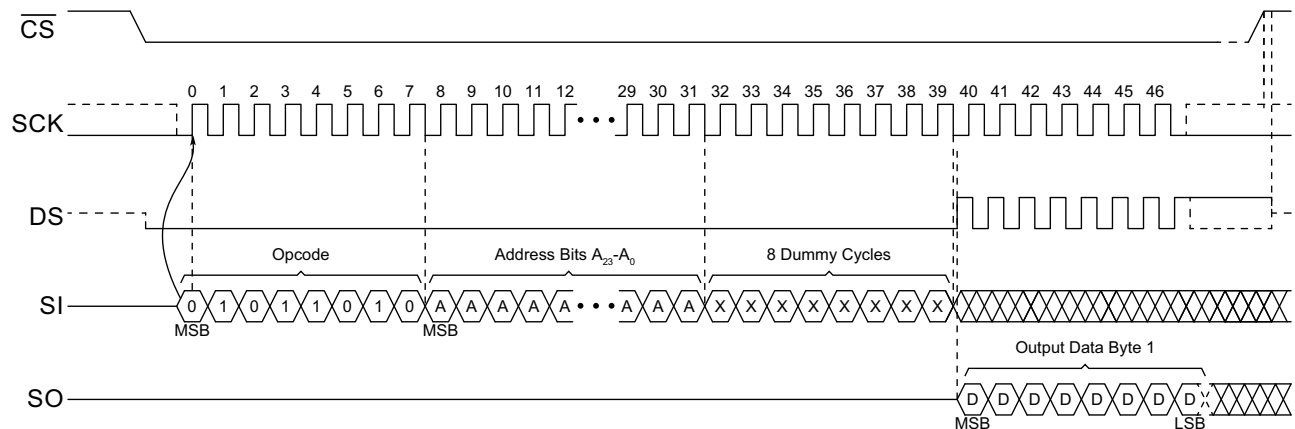 CS
0 1 2 3 4 5 6 7 8 9 10 11 12 29 30 31 32 33 34 35 36 37 38 39 40 41 42 43 44 45 46
SCK
DS
Opcode Address Bits A23-A0 8 Dummy Cycles
SI 0 1 0 1 1 0 1 0 A A A A A A A A X X X X X X X X
MSB MSB
Output Data Byte 1
SO D D D D D D D D
MSB LSB